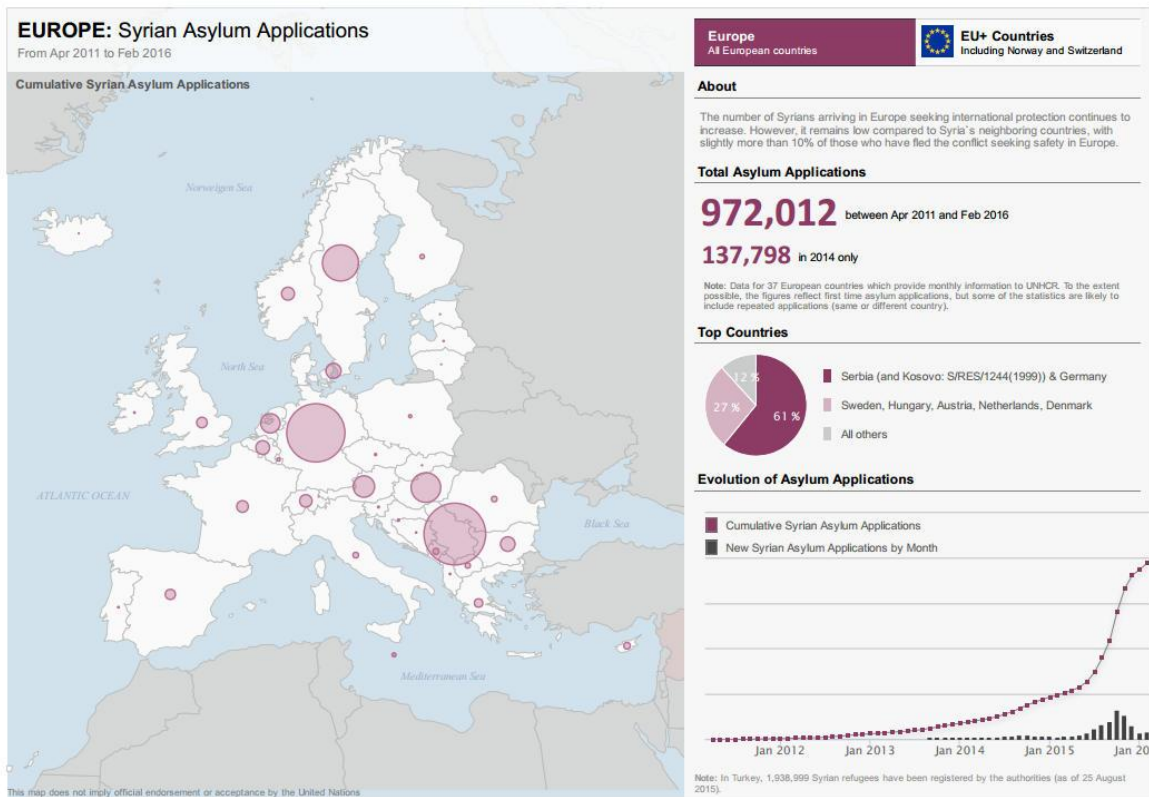 EUROPE: Syrian Asylum Applications
From Apr 2011 to Feb 2016
Cumulative Syrian Asylum Applications
Norweigen Sea
North Sea
ATLANTIC OCEAN
Black Sea
Mediterranean Sea
This map does not imply official endorsement or acceptance by the United Nations
Europe
All European countries
EU+ Countries
Including Norway and Switzerland
About
The number of Syrians arriving in Europe seeking international protection continues to
increase. However, it remains low compared to Syria`s neighboring countries, with
slightly more than 10% of those who have fled the conflict seeking safety in Europe.
Total Asylum Applications
972,012 between Apr 2011 and Feb 2016
137,798 in 2014 only
Note: Data for 37 European countries which provide monthly information to UNHCR. To the extent
possible, the figures reflect first time asylum applications, but some of the statistics are likely to
include repeated applications (same or different country).
Top Countries
12 %
27 %
61 %
Serbia (and Kosovo: S/RES/1244(1999)) & Germany
Sweden, Hungary, Austria, Netherlands, Denmark
All others
Evolution of Asylum Applications
Cumulative Syrian Asylum Applications
New Syrian Asylum Applications by Month
Jan 2012 Jan 2013 Jan 2014 Jan 2015 Jan 20
Note: In Turkey, 1,938,999 Syrian refugees have been registered by the authorities (as of 25 August
2015).